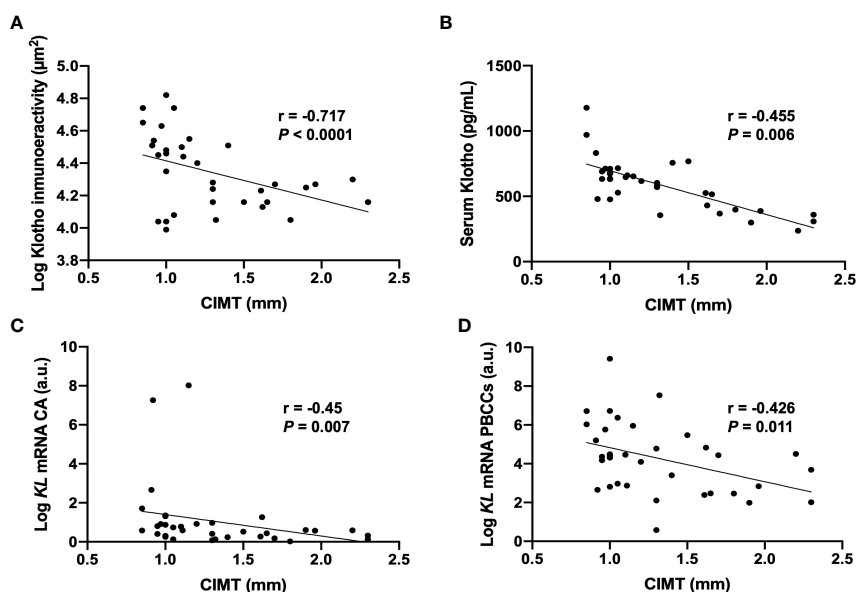 A
Log Klotho inmunoeractivity (µm²)
5.0
4.8
4.6
4.4
4.2
4.0
3.8
0.5
1.0
1.5
2.0
2.5
CIMT (mm)
r = -0.717
P < 0.0001
B
Serum Klotho (pg/mL)
1500
1000
500
0
0.5
1.0
1.5
2.0
2.5
CIMT (mm)
r = -0.455
P = 0.006
C
Log KL mRNA CA (a.u.)
10
8
6
4
2
0
0.5
1.0
1.5
2.0
2.5
CIMT (mm)
r = -0.45
P = 0.007
D
Log KL mRNA PBCCs (a.u.)
10
8
6
4
2
0
0.5
1.0
1.5
2.0
2.5
CIMT (mm)
r = -0.426
P = 0.011